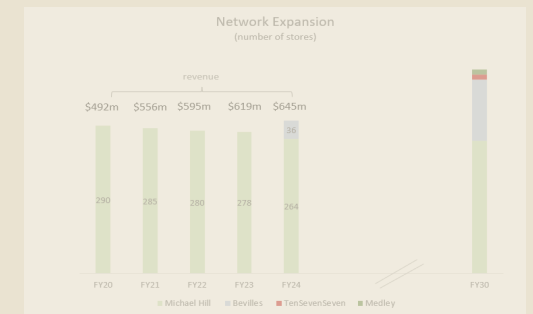 Network Expansion
(number of stores)
revenue
$492m $556m $595m $619m $645m
36
290 285 280 278 264
FY20 FY21 FY22 FY23 FY24 FY30
Michael Hill Bevilles TenSevenSeven Medley